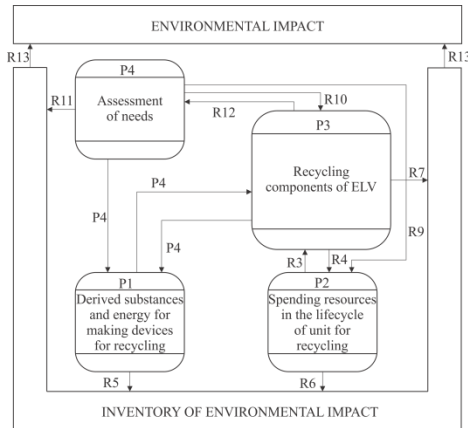 ENVIRONMENTAL IMPACT
R13
R13
P4
Assessment
of needs
R11
R10
R12
P3
Recycling
components of ELV
R7
P4
P4
P4
R9
R3
R4
P1
Derived substances
and energy for
making devices
for recycling
P2
Spending resources
in the lifecycle
of unit for
recycling
R5
R6
INVENTORY OF ENVIRONMENTAL IMPACT